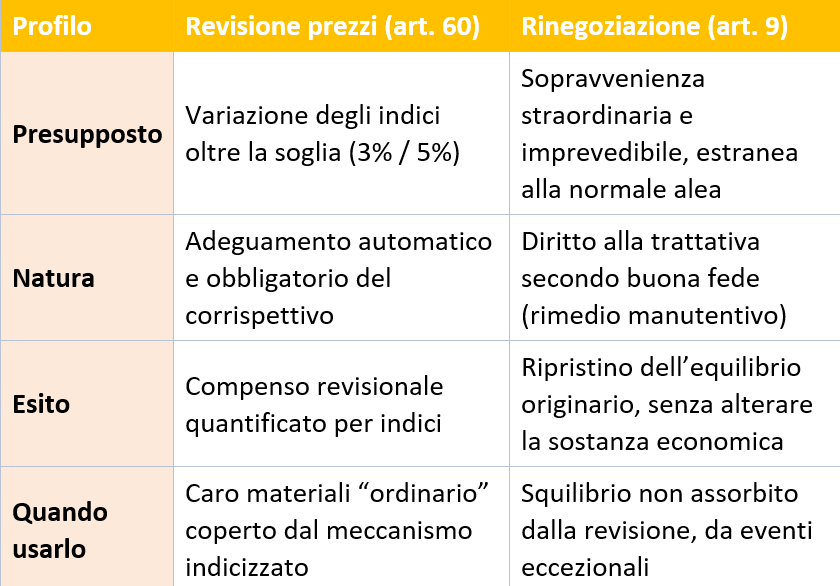 Profilo
Revisione prezzi (art. 60)
Rinegoziazione (art. 9)
Presupposto
Variazione degli indici
oltre la soglia (3% / 5%)
Sopravvenienza
straordinaria e
imprevedibile, estranea
alla normale alea
Natura
Adeguamento automatico
e obbligatorio del
corrispettivo
Diritto alla trattativa
secondo buona fede
(rimedio manutentivo)
Esito
Compenso revisionale
quantificato per indici
Ripristino dell’equilibrio
originario, senza alterare
la sostanza economica
Quando
usarlo
Caro materiali “ordinario”
coperto dal meccanismo
indicizzato
Squilibrio non assorbito
dalla revisione, da eventi
eccezionali